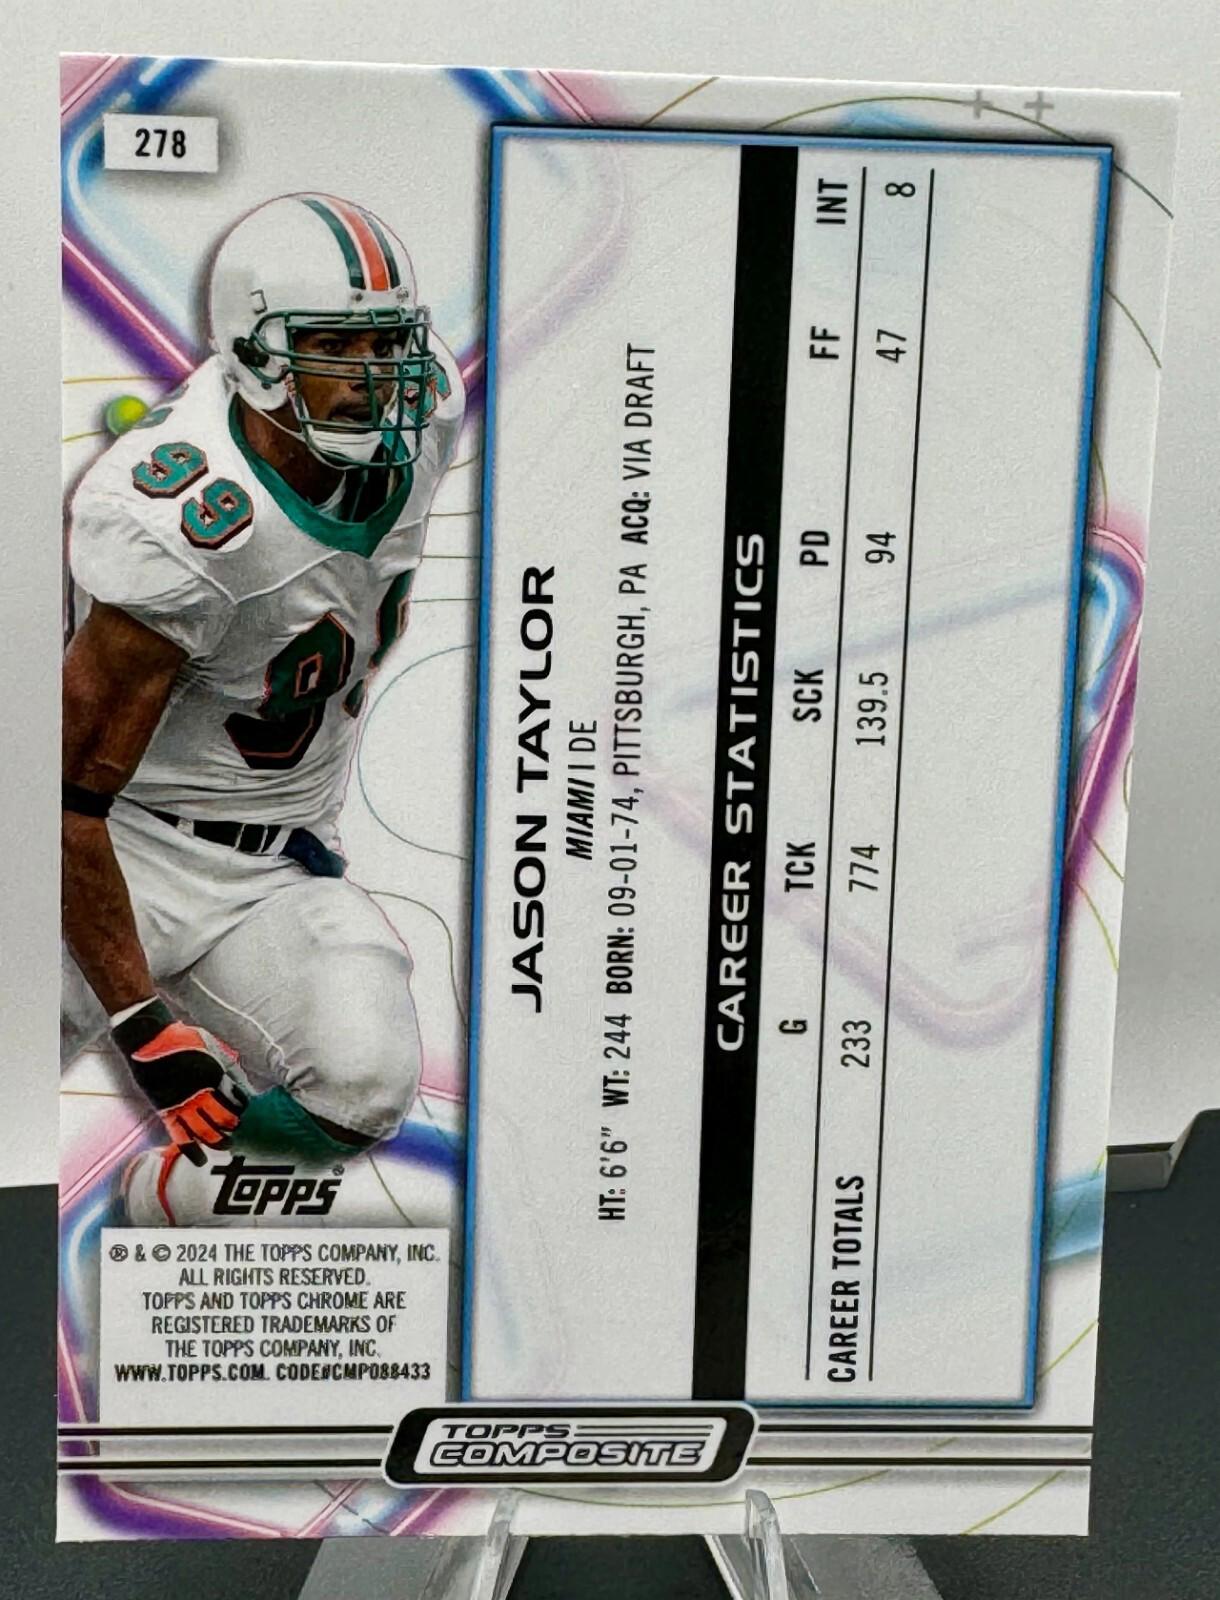 278
99
99
JASON TAYLOR
MIAMI | DE
HT: 6'6" WT: 244 BORN: 09-01-74, PITTSBURGH, PA ACQ: VIA DRAFT
CAREER STATISTICS
G TCK SCK PD FF INT
CAREER TOTALS 233 774 139.5 94 47 8
TOPPS®
® & © 2024 THE TOPPS COMPANY, INC.
ALL RIGHTS RESERVED.
TOPPS AND TOPPS CHROME ARE
REGISTERED TRADEMARKS OF
THE TOPPS COMPANY, INC.
WWW.TOPPS.COM. CODE#CMP088433
TOPPS
COMPOSITE